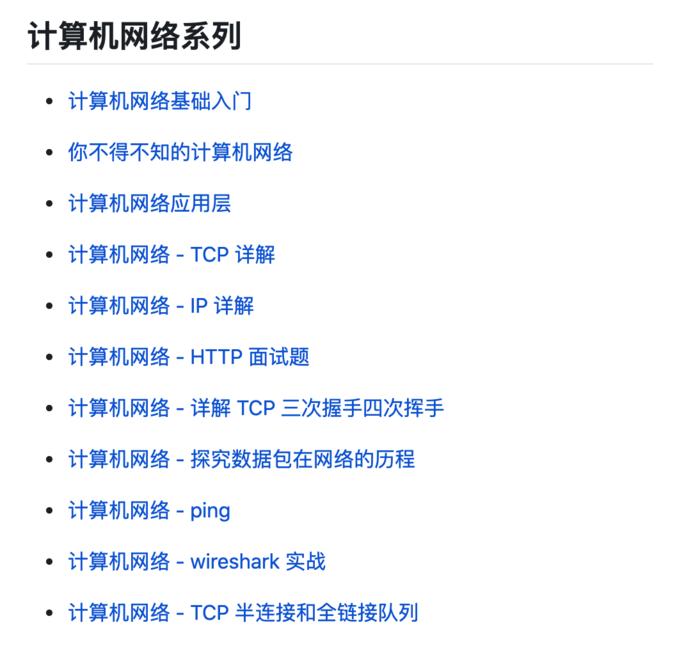 计算机网络系列
计算机网络基础入门
你不得不知的计算机网络
计算机网络应用层
计算机网络 - TCP 详解
计算机网络 - IP 详解
计算机网络 - HTTP 面试题
计算机网络 - 详解 TCP 三次握手四次挥手
计算机网络 - 探究数据包在网络的历程
计算机网络 - ping
计算机网络 - wireshark 实战
计算机网络 - TCP 半连接和全链接队列